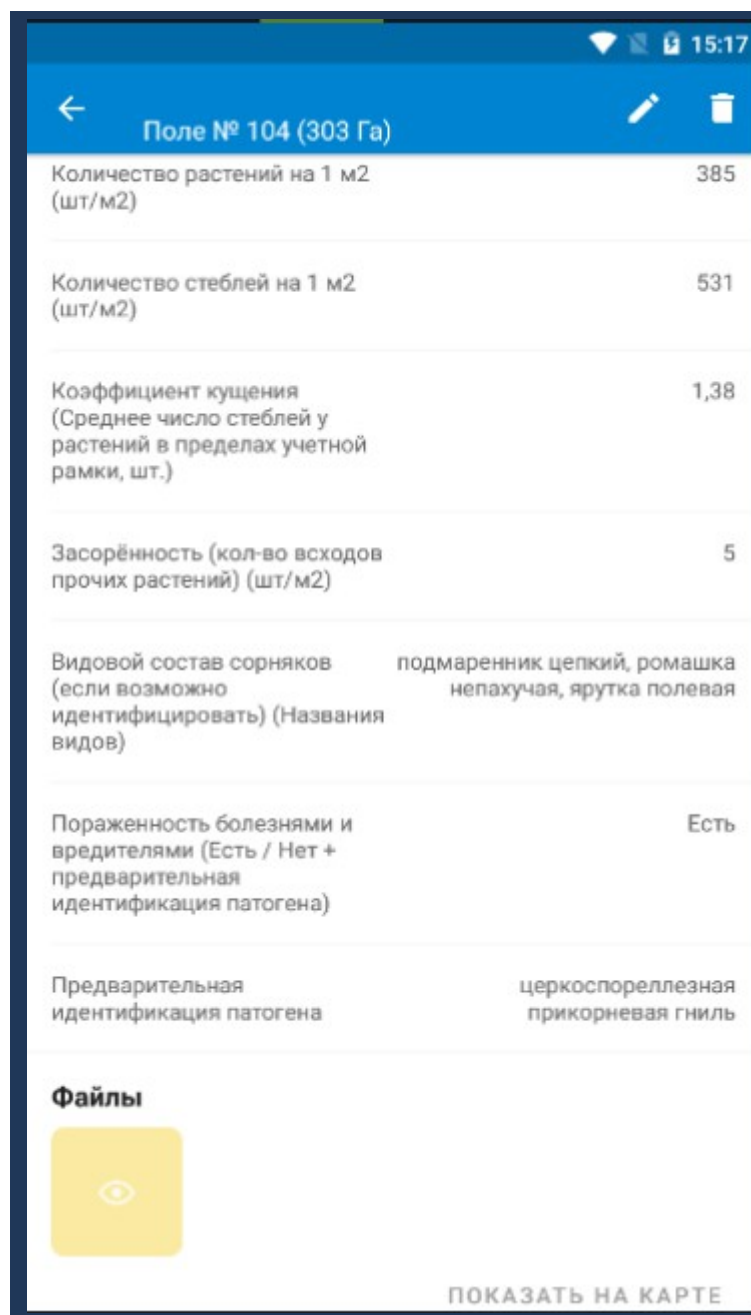 15:17
Поле № 104 (303 Га)
Количество растений на 1 м2 385
(шт/м2)
Количество стеблей на 1 м2 531
(шт/м2)
Коэффициент кущения 1,38
(Среднее число стеблей у
растений в пределах учетной
рамки, шт.)
Засорённость (кол-во всходов 5
прочих растений) (шт/м2)
Видовой состав сорняков подмаренник цепкий, ромашка
(если возможно непахучая, ярутка полевая
идентифицировать) (Названия
видов)
Пораженность болезнями и Есть
вредителями (Есть / Нет +
предварительная
идентификация патогена)
Предварительная церкоспореллезная
идентификация патогена прикорневая гниль
Файлы
ПОКАЗАТЬ НА КАРТЕ